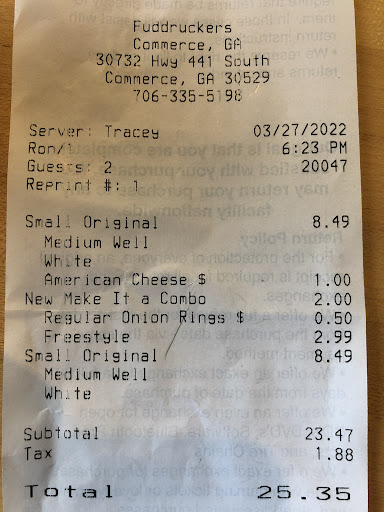 Fuddruckers
Commerce, GA
30732 Hwy 441 South
Commerce, GA 30529
706-335-5198
Server: Tracey 03/27/2022
Ron/1 6:23 PM
Guests: 2 20047
Reprint #: 1
Small Original 8.49
Medium Well
White
American Cheese $ 1.00
New Make It a Combo 2.00
Regular Onion Rings $ 0.50
Freestyle 2.99
Small Original 8.49
Medium Well
White
Subtotal 23.47
Tax 1.88
Total 25.35